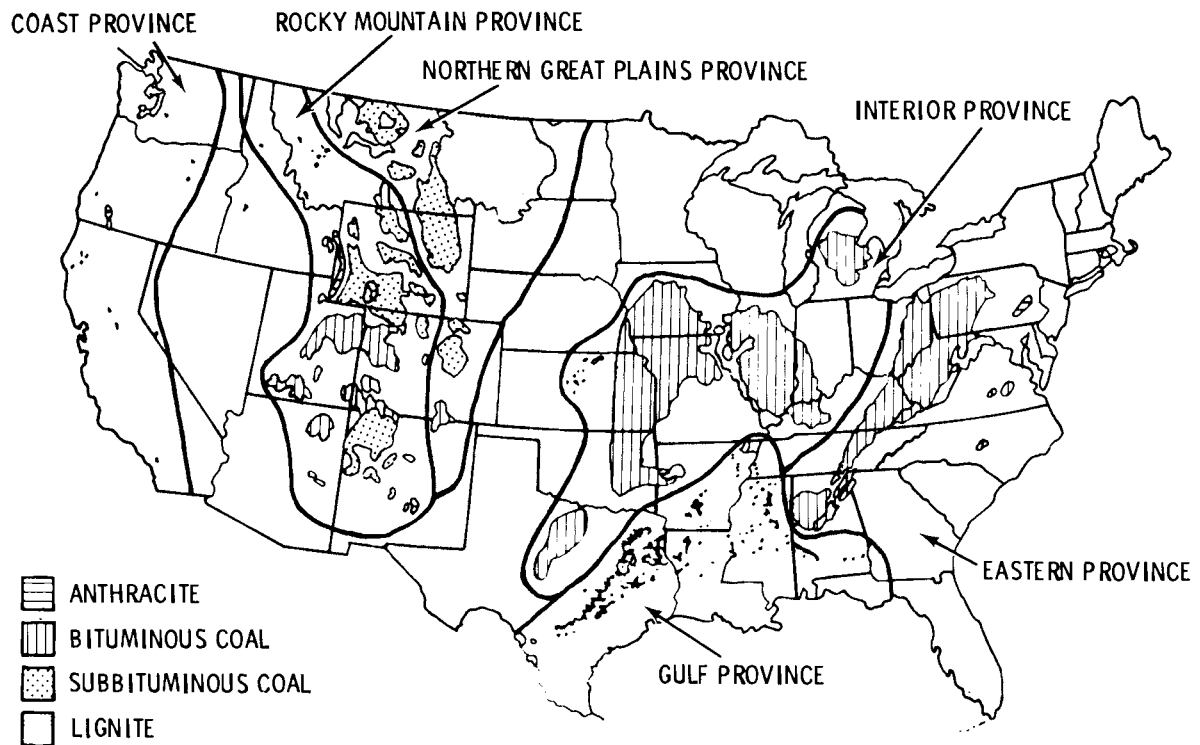 COAST PROVINCE
ROCKY MOUNTAIN PROVINCE
NORTHERN GREAT PLAINS PROVINCE
INTERIOR PROVINCE
EASTERN PROVINCE
GULF PROVINCE
ANTHRACITE
BITUMINOUS COAL
SUBBITUMINOUS COAL
LIGNITE